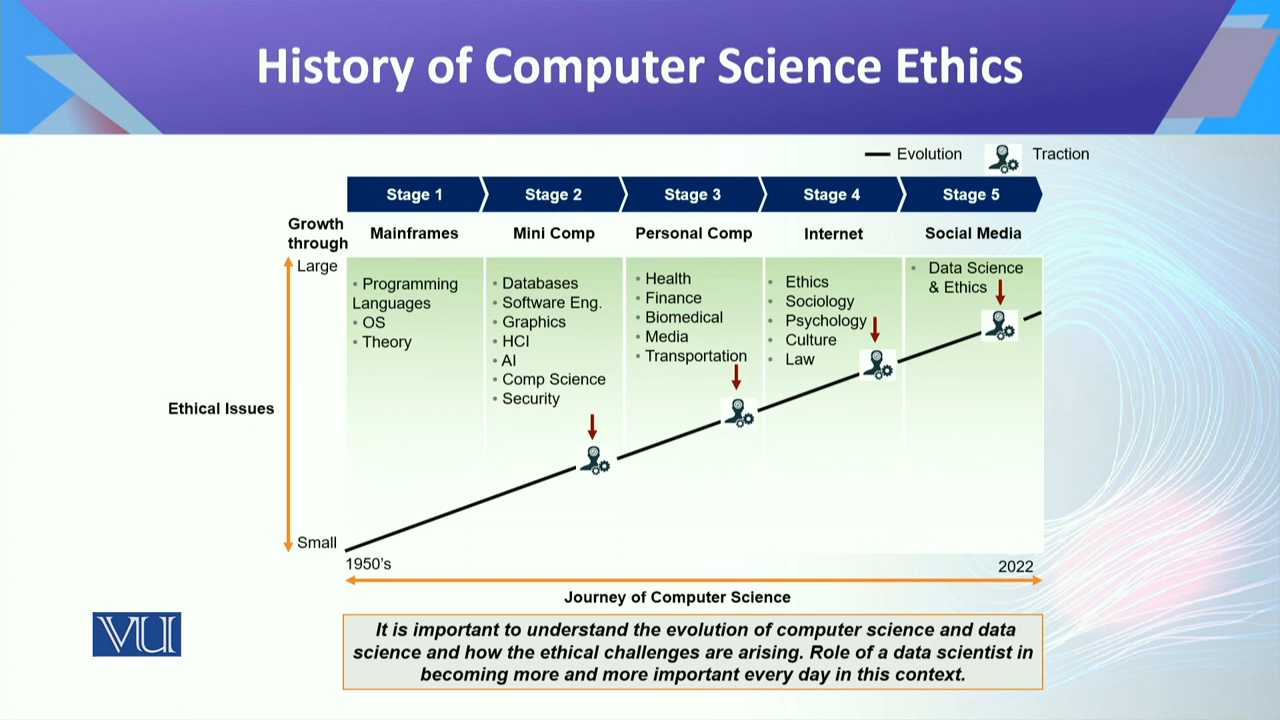 History of Computer Science Ethics
Evolution
Traction
Stage 1
Stage 2
Stage 3
Stage 4
Stage 5
Growth
through
Mainframes
Mini Comp
Personal Comp
Internet
Social Media
Large
• Programming
Languages
• OS
• Theory
• Databases
• Software Eng.
• Graphics
• HCI
• AI
• Comp Science
• Security
• Health
• Finance
• Biomedical
• Media
• Transportation
• Ethics
• Sociology
• Psychology
• Culture
• Law
• Data Science
& Ethics
Ethical Issues
Small
1950's
2022
Journey of Computer Science
VU
It is important to understand the evolution of computer science and data
science and how the ethical challenges are arising. Role of a data scientist in
becoming more and more important every day in this context.